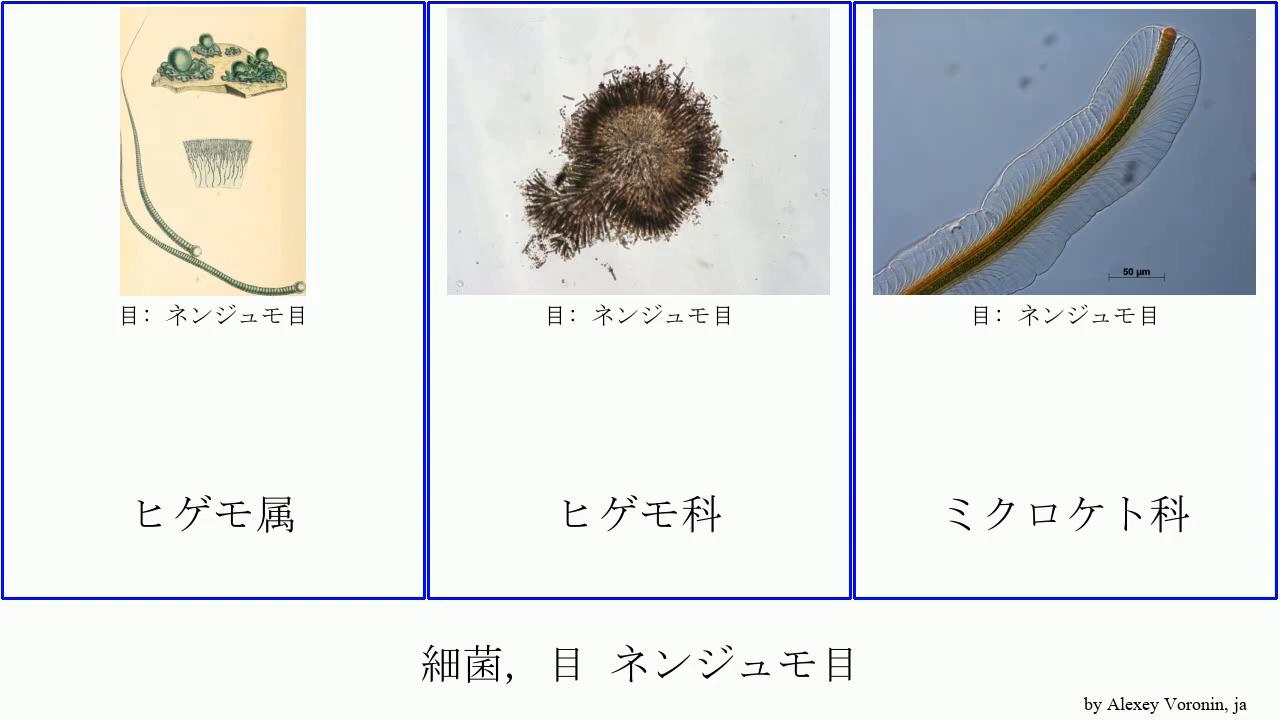 50 µm
目: ネンジュモ目
目: ネンジュモ目
目: ネンジュモ目
ヒゲモ属
ヒゲモ科
ミクロケト科
細菌, 目 ネンジュモ目
by Alexey Voronin, ja